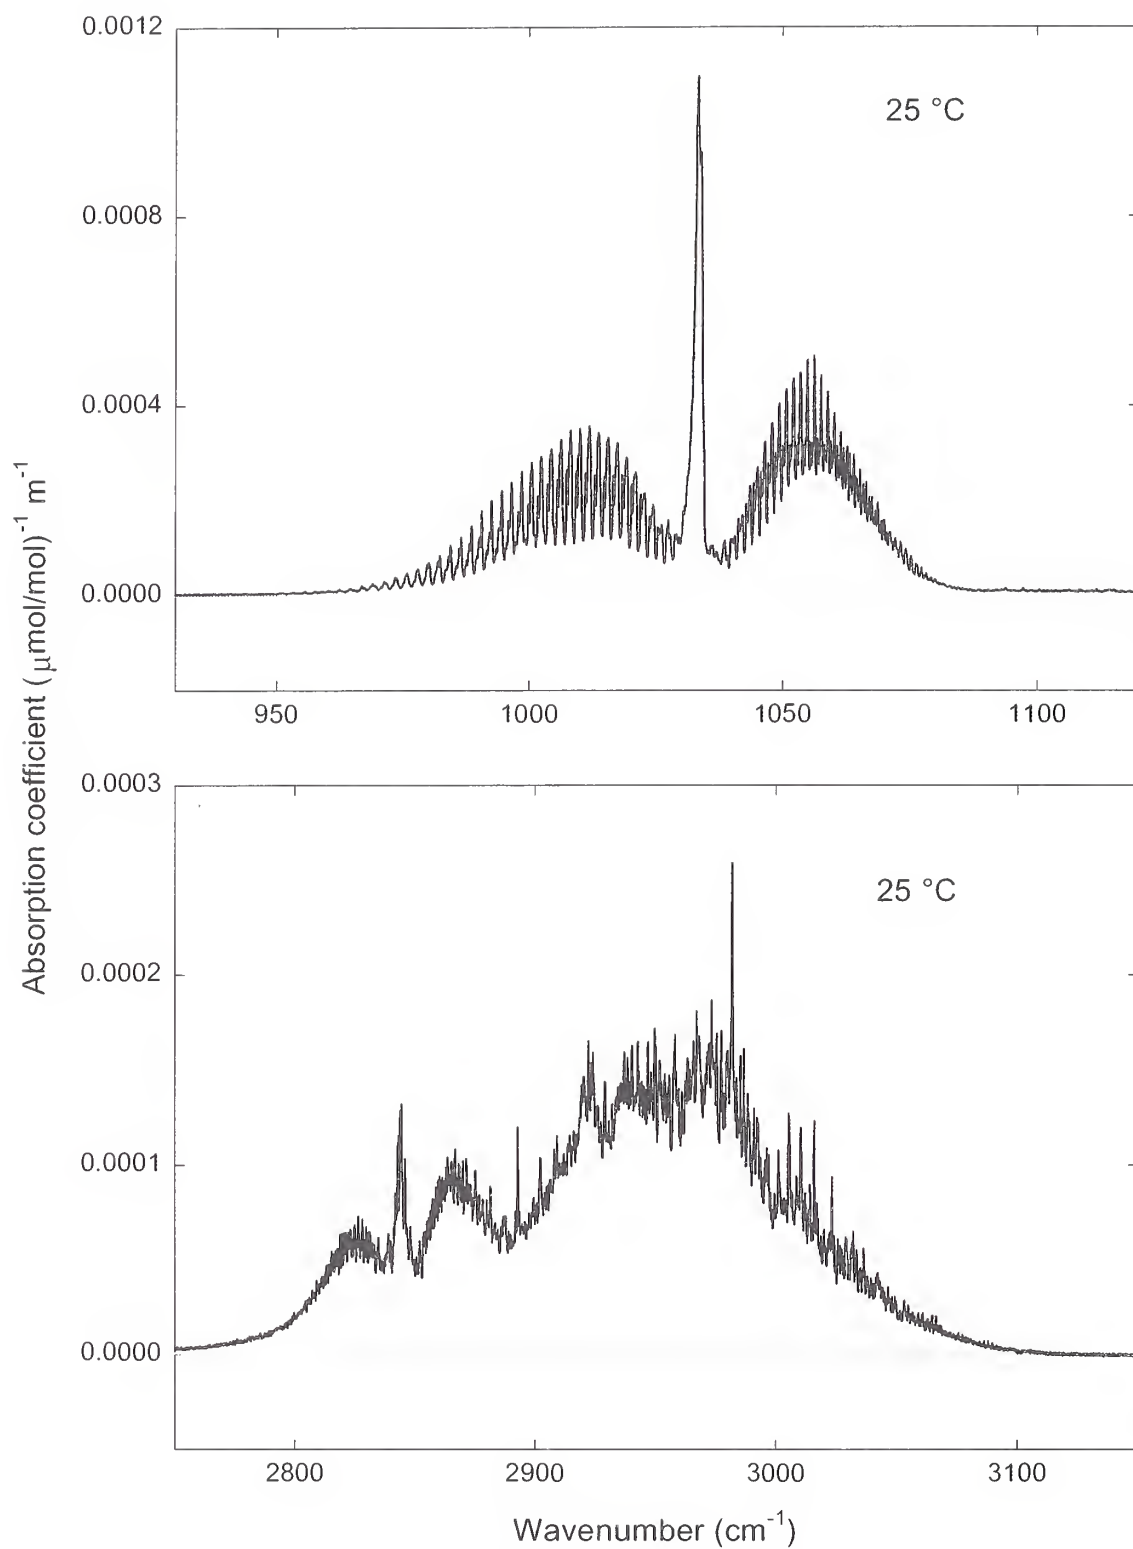 0.0012
25 °C
0.0008
0.0004
0.0000
950 1000 1050 1100
Absorption coefficient (μmol/mol)⁻¹ m⁻¹
0.0003
25 °C
0.0002
0.0001
0.0000
2800 2900 3000 3100
Wavenumber (cm⁻¹)